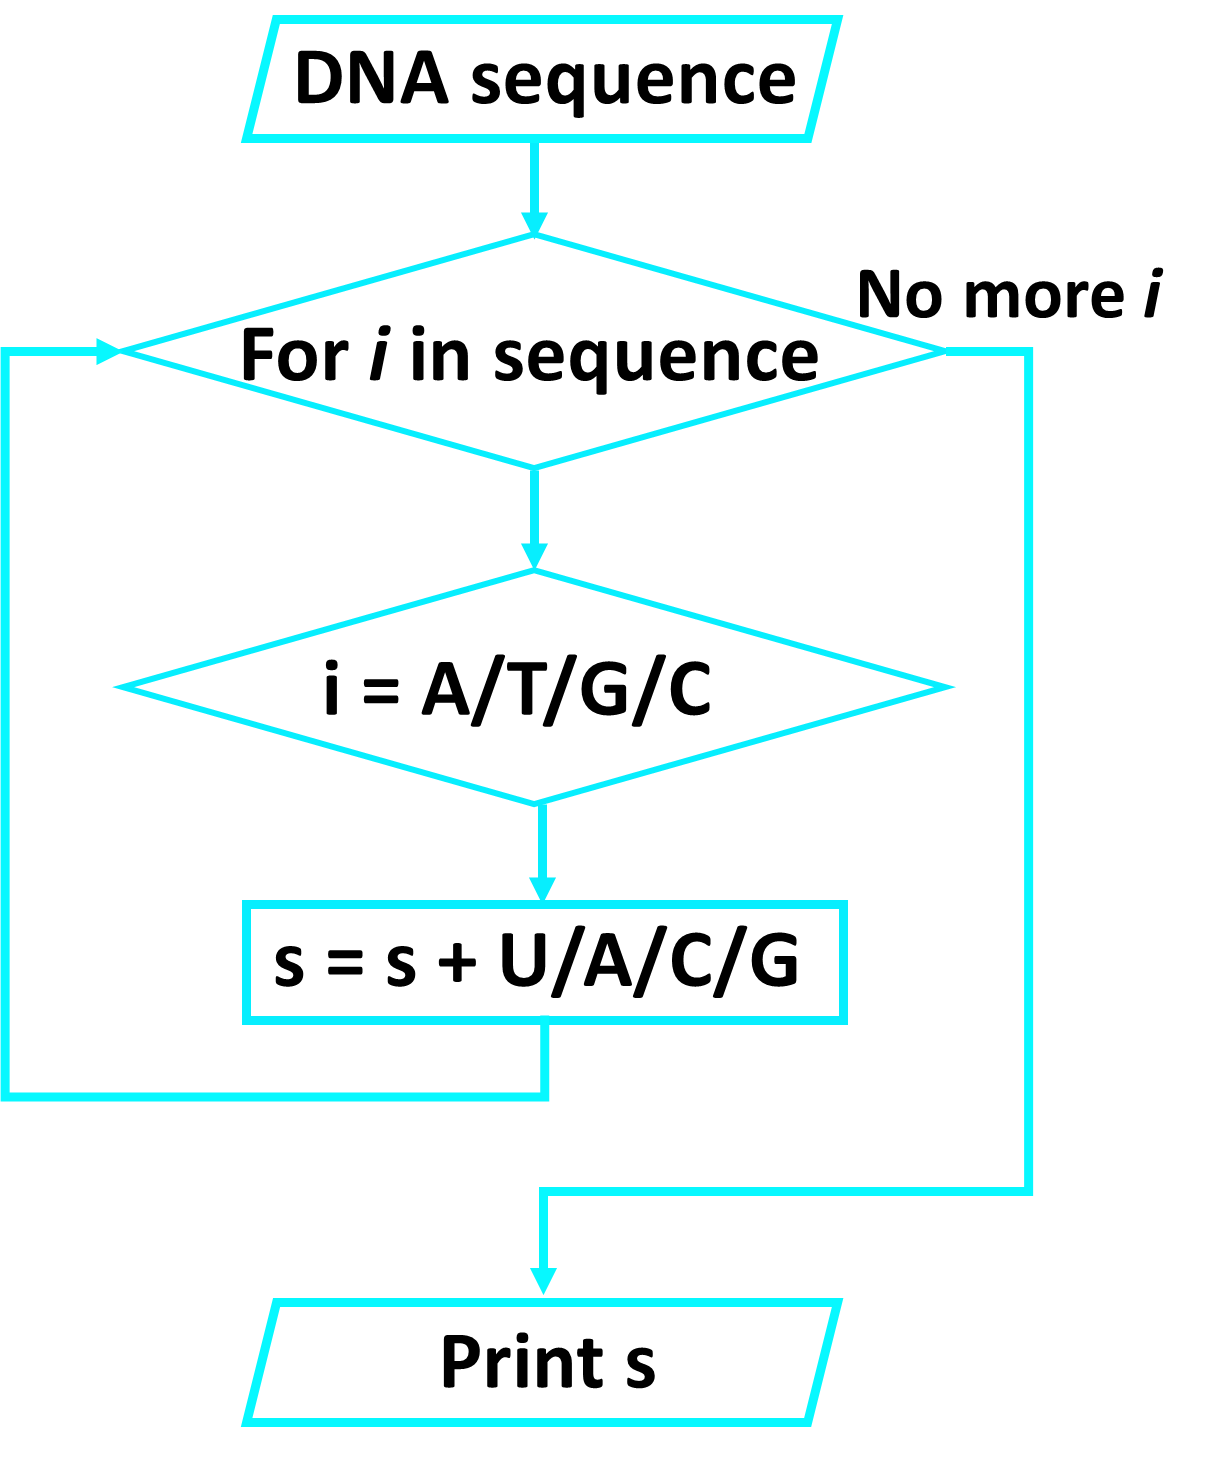 DNA sequence
No more i
For i in sequence
i = A/T/G/C
s = s + U/A/C/G
Print s